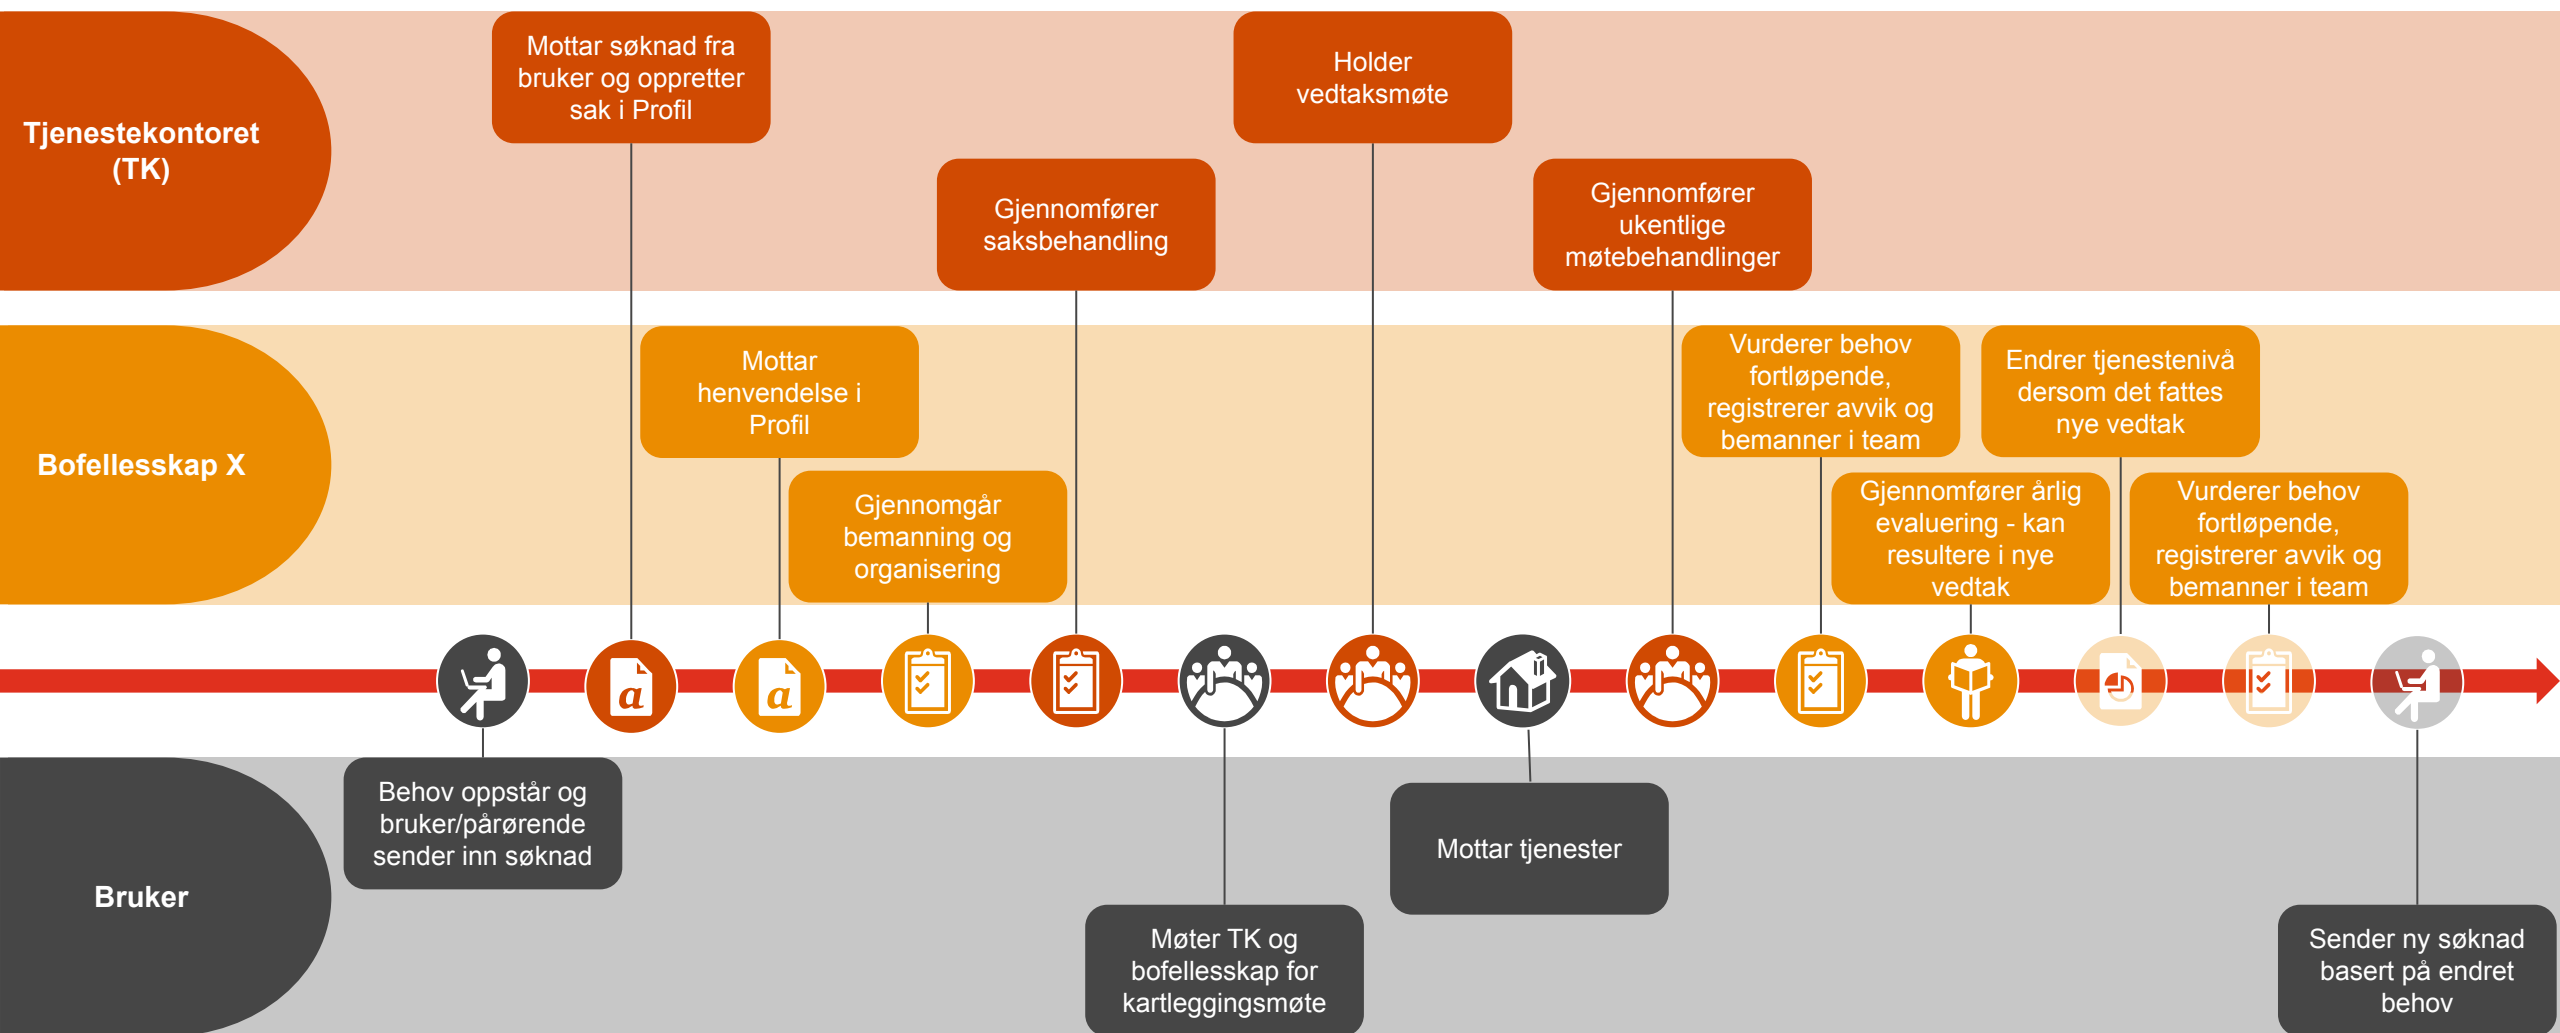 Tjenestekontoret
(TK)
Mottar søknad fra
bruker og oppretter
sak i Profil
Gjennomfører
saksbehandling
Holder
vedtaksmøte
Gjennomfører
ukentlige
møtebehandlinger
Bofellesskap X
Mottar
henvendelse i
Profil
Gjennomgår
bemanning og
organisering
Vurderer behov
fortløpende,
registrerer avvik og
bemanner i team
Gjennomfører årlig
evaluering - kan
resultere i nye
vedtak
Endrer tjenestenivå
dersom det fattes
nye vedtak
Vurderer behov
fortløpende,
registrerer avvik og
bemanner i team
a
a
Bruker
Behov oppstår og
bruker/pårørende
sender inn søknad
Møter TK og
bofellesskap for
kartleggingsmøte
Mottar tjenester
Sender ny søknad
basert på endret
behov